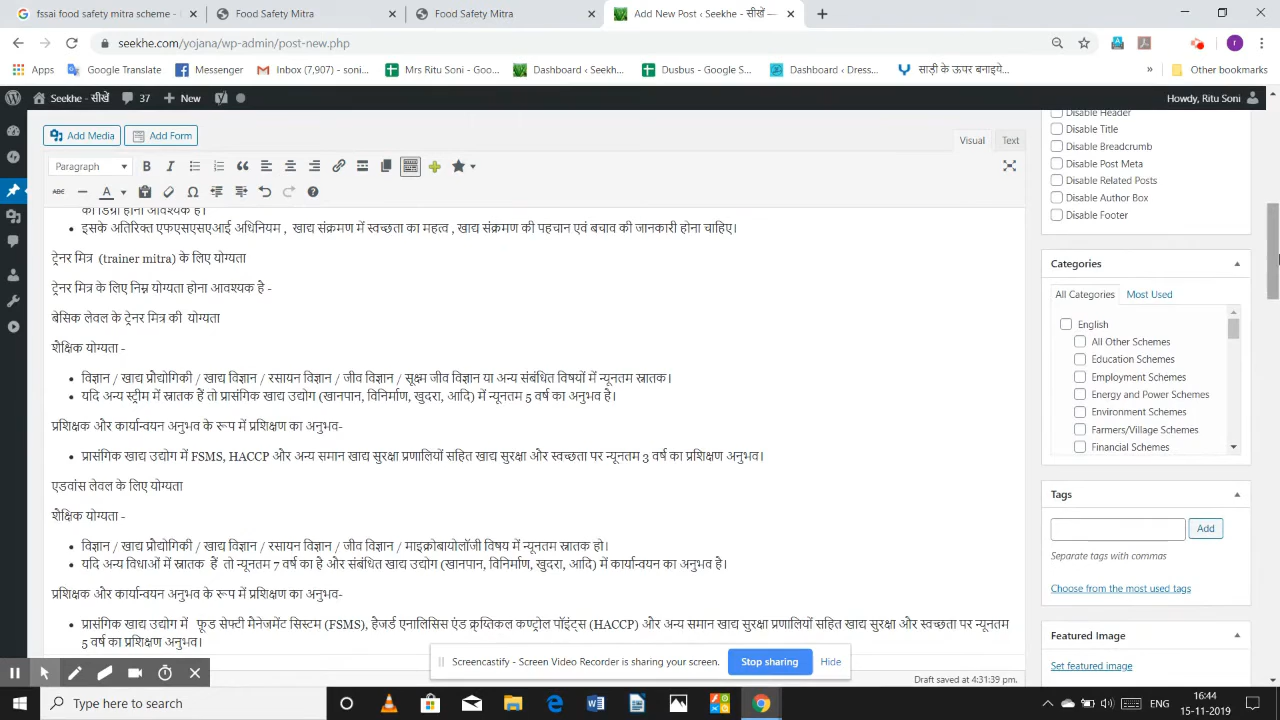 fssai food safety mitra scheme -
Food Safety Mitra
Food Safety Mitra
Add New Post ‹ Seekhe - सीखें —
seekhe.com/yojana/wp-admin/post-new.php
Apps
Google Translate
Messenger
Inbox (7,907) - soni...
Mrs Ritu Soni - Goo...
Dashboard ‹ Seekh...
Dusbus - Google S...
Dashboard ‹ Dress...
साड़ी के ऊपर बनाइये...
»
Other bookmarks
Seekhe - सीखें
37
New
Howdy, Ritu Soni
Add Media
Add Form
Visual
Text
Paragraph
की डिग्री होना आवश्यक है।
इसके अतिरिक्त एफएसएसएआई अधिनियम , खाद्य संक्रमण में स्वच्छता का महत्व , खाद्य संक्रमण की पहचान एवं बचाव की जानकारी होना चाहिए।
ट्रेनर मित्र (trainer mitra) के लिए योग्यता
ट्रेनर मित्र के लिए निम्न योग्यता होना आवश्यक है -
बेसिक लेवल के ट्रेनर मित्र की योग्यता
शैक्षिक योग्यता -
विज्ञान / खाद्य प्रौद्योगिकी / खाद्य विज्ञान / रसायन विज्ञान / जीव विज्ञान / सूक्ष्म जीव विज्ञान या अन्य संबंधित विषयों में न्यूनतम स्नातक।
यदि अन्य स्ट्रीम में स्नातक हैं तो प्रासंगिक खाद्य उद्योग (खानपान, विनिर्माण, खुदरा, आदि) में न्यूनतम 5 वर्ष का अनुभव है।
प्रशिक्षक और कार्यान्वयन अनुभव के रूप में प्रशिक्षण का अनुभव-
प्रासंगिक खाद्य उद्योग में FSMS, HACCP और अन्य समान खाद्य सुरक्षा प्रणालियों सहित खाद्य सुरक्षा और स्वच्छता पर न्यूनतम 3 वर्ष का प्रशिक्षण अनुभव।
एडवांस लेवल के लिए योग्यता
शैक्षिक योग्यता -
विज्ञान / खाद्य प्रौद्योगिकी / खाद्य विज्ञान / रसायन विज्ञान / जीव विज्ञान / माइक्रोबायोलॉजी विषय में न्यूनतम स्नातक हो।
यदि अन्य विधाओं में स्नातक हैं तो न्यूनतम 7 वर्ष का है और संबंधित खाद्य उद्योग (खानपान, विनिर्माण, खुदरा, आदि) में कार्यान्वयन का अनुभव है।
प्रशिक्षक और कार्यान्वयन अनुभव के रूप में प्रशिक्षण का अनुभव-
प्रासंगिक खाद्य उद्योग में फ़ूड सेफ्टी मैनेजमेंट सिस्टम (FSMS), हैजर्ड एनालिसिस एंड क्रप्तिकल कण्ट्रोल पॉइंट्स (HACCP) और अन्य समान खाद्य सुरक्षा प्रणालियों सहित खाद्य सुरक्षा और स्वच्छता पर न्यूनतम
5 वर्ष का प्रशिक्षण अनुभव।
Draft saved at 4:31:39 pm.
Disable Header
Disable Title
Disable Breadcrumb
Disable Post Meta
Disable Related Posts
Disable Author Box
Disable Footer
Categories
All Categories
Most Used
English
All Other Schemes
Education Schemes
Employment Schemes
Energy and Power Schemes
Environment Schemes
Farmers/Village Schemes
Financial Schemes
Tags
Add
Separate tags with commas
Choose from the most used tags
Featured Image
Set featured image
Screencastify - Screen Video Recorder is sharing your screen.
Stop sharing
Hide
Type here to search
ENG
16:44
15-11-2019